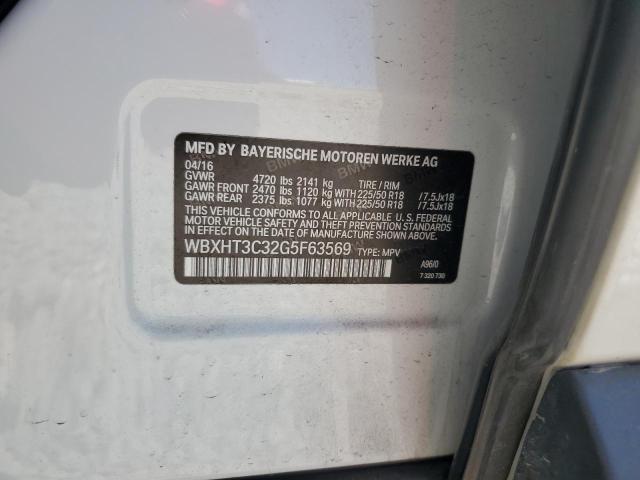 MFD BY BAYERISCHE MOTOREN WERKE AG
04/16
GVWR 4720 lbs 2141 kg TIRE / RIM
GAWR FRONT 2470 lbs 1120 kg WITH 225/50 R18 /7.5Jx18
GAWR REAR 2375 lbs 1077 kg WITH 225/50 R18 /7.5Jx18
THIS VEHICLE CONFORMS TO ALL APPLICABLE U.S. FEDERAL
MOTOR VEHICLE SAFETY AND THEFT PREVENTION STANDARDS
IN EFFECT ON THE DATE OF MANUFACTURE SHOWN ABOVE.
WBXHT3C32G5F63569 TYPE: MPV
A96/0
7 320 730